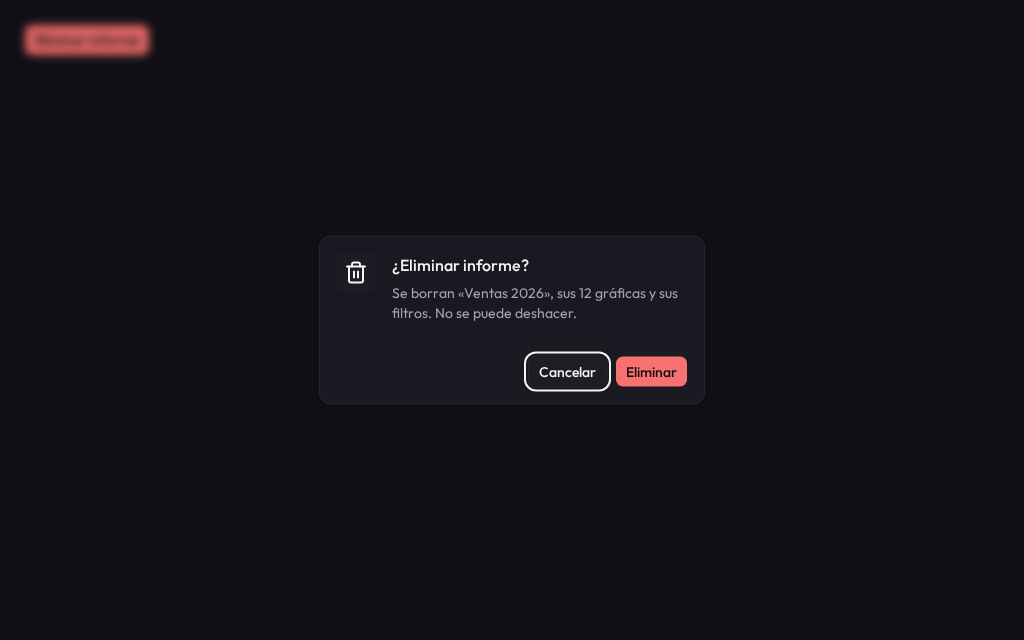 ¿Eliminar informe?
Se borran «Ventas 2026», sus 12 gráficas y sus
filtros. No se puede deshacer.
Cancelar
Eliminar